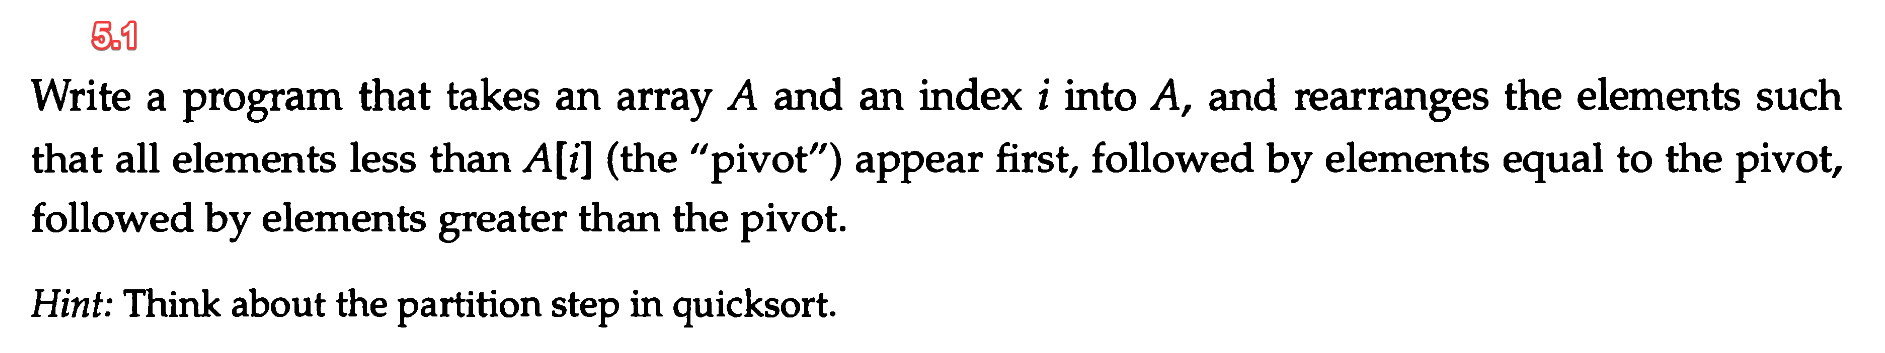 5.1
Write a program that takes an array A and an index i into A, and rearranges the elements such
that all elements less than A[i] (the “pivot”) appear first, followed by elements equal to the pivot,
followed by elements greater than the pivot.
Hint: Think about the partition step in quicksort.